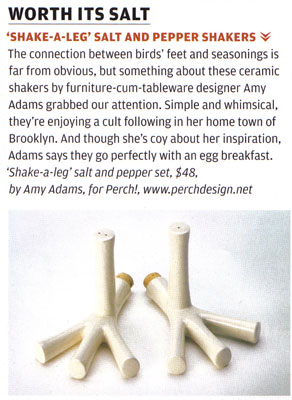 WORTH ITS SALT
'SHAKE-A-LEG' SALT AND PEPPER SHAKERS
The connection between birds' feet and seasonings is
far from obvious, but something about these ceramic
shakers by furniture-cum-tableware designer Amy
Adams grabbed our attention. Simple and whimsical,
they're enjoying a cult following in her home town of
Brooklyn. And though she's coy about her inspiration,
Adams says they go perfectly with an egg breakfast.
'Shake-a-leg' salt and pepper set, $48,
by Amy Adams, for Perch!, www.perchdesign.net